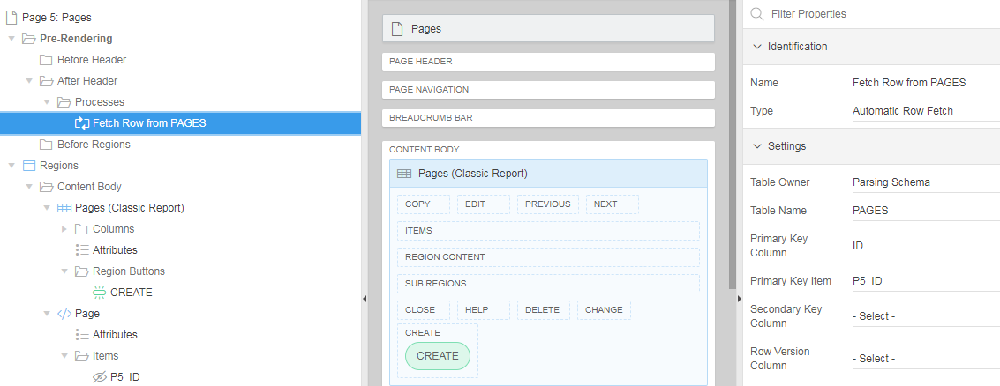 Page 5: Pages
Pre-Rendering
Before Header
After Header
Processes
Fetch Row from PAGES
Before Regions
Regions
Content Body
Pages (Classic Report)
Columns
Attributes
Region Buttons
CREATE
Page
Attributes
Items
P5_ID
Pages
PAGE HEADER
PAGE NAVIGATION
BREADCRUMB BAR
CONTENT BODY
Pages (Classic Report)
COPY EDIT PREVIOUS NEXT
ITEMS
REGION CONTENT
SUB REGIONS
CLOSE HELP DELETE CHANGE
CREATE
CREATE
Filter Properties
Identification
Name Fetch Row from PAGES
Type Automatic Row Fetch
Settings
Table Owner Parsing Schema
Table Name PAGES
Primary Key
Column ID
Primary Key Item P5_ID
Secondary Key
Column - Select -
Row Version
Column - Select -